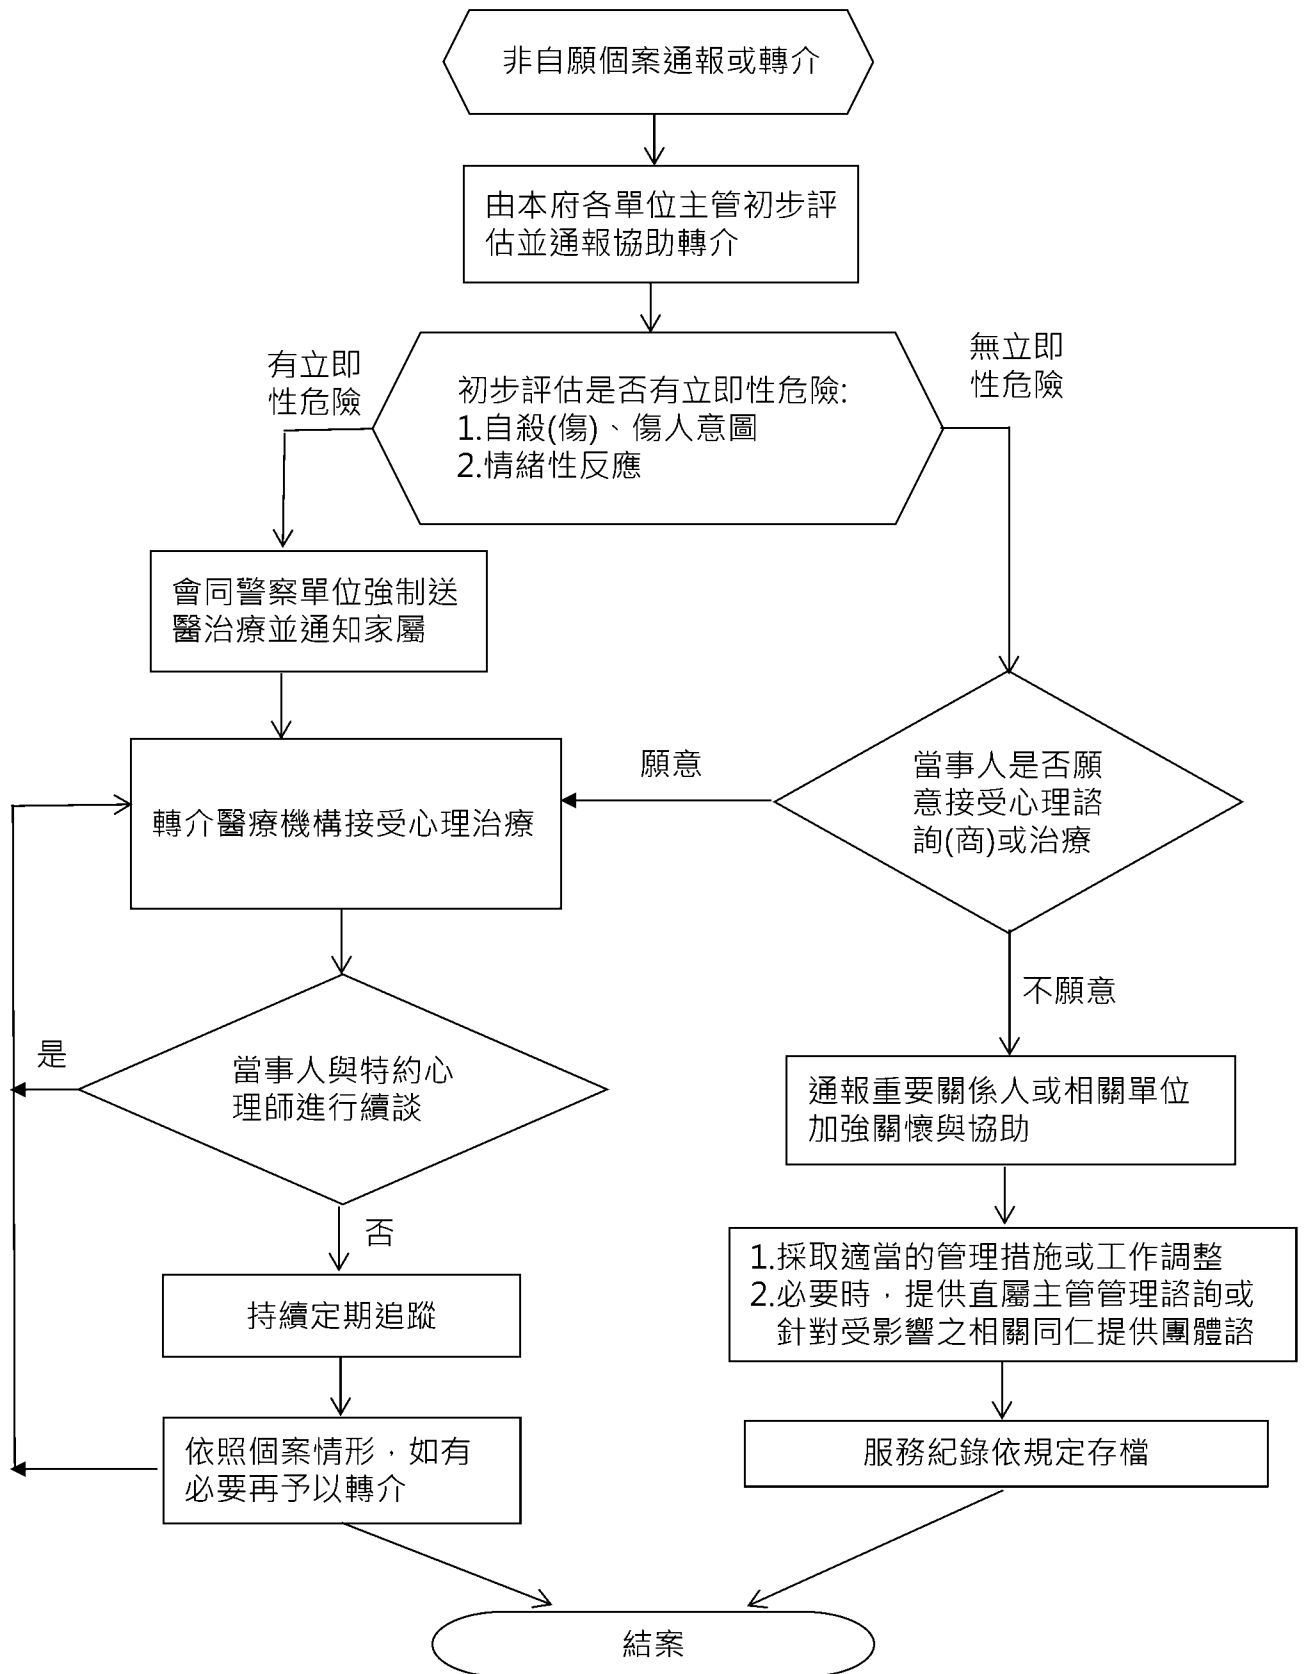 非自願個案通報或轉介
由本府各單位主管初步評
估並通報協助轉介
有立即
性危險
無立即
性危險
初步評估是否有立即性危險:
1.自殺(傷)、傷人意圖
2.情緒性反應
會同警察單位強制送
醫治療並通知家屬
願意
當事人是否願
意接受心理諮
詢(商)或治療
轉介醫療機構接受心理治療
不願意
是
當事人與特約心
理師進行續談
通報重要關係人或相關單位
加強關懷與協助
否
1.採取適當的管理措施或工作調整
2.必要時，提供直屬主管管理諮詢或
針對受影響之相關同仁提供團體諮
持續定期追蹤
依照個案情形，如有
必要再予以轉介
服務紀錄依規定存檔
結案